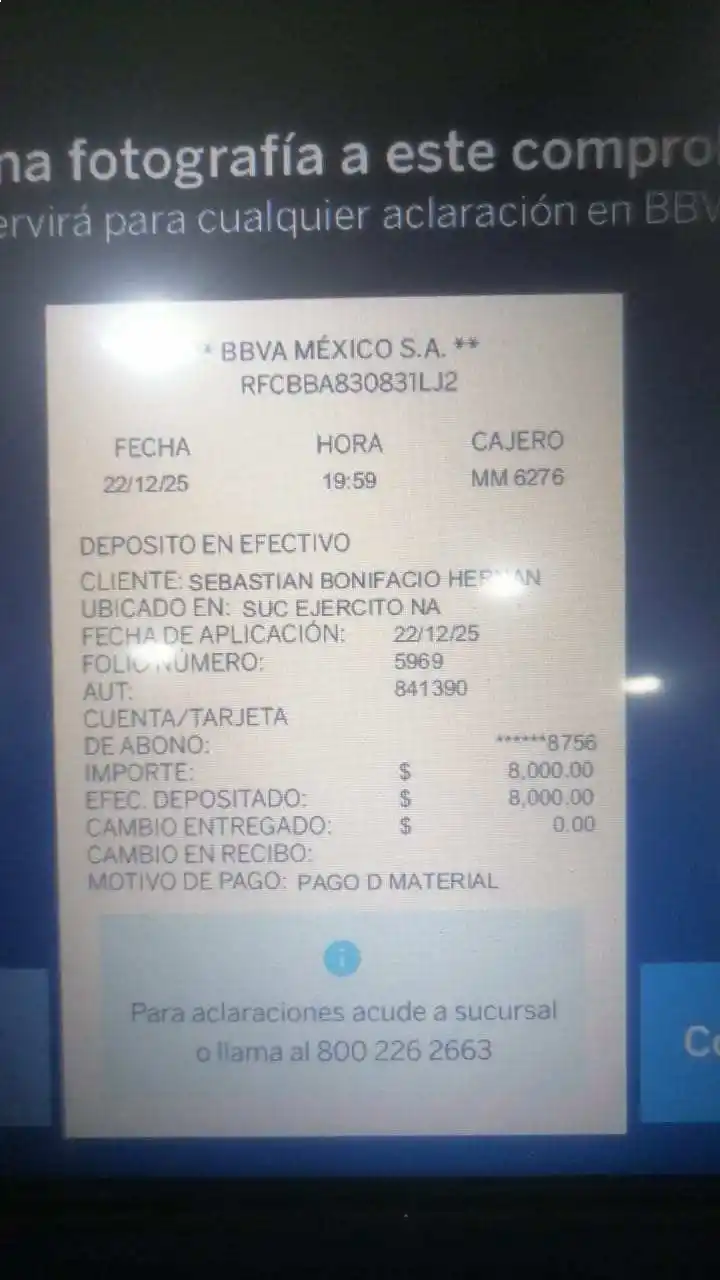 na fotografía a este compro
ervirá para cualquier aclaración en BBV
* BBVA MÉXICO S.A. **
RFCBBA830831LJ2
FECHA HORA CAJERO
22/12/25 19:59 MM 6276
DEPOSITO EN EFECTIVO
CLIENTE: SEBASTIAN BONIFACIO HERNAN
UBICADO EN: SUC EJERCITO NA
FECHA DE APLICACIÓN: 22/12/25
FOLIO NÚMERO: 5969
AUT: 841390
CUENTA/TARJETA
DE ABONO: ******8756
IMPORTE: $ 8,000.00
EFEC. DEPOSITADO: $ 8,000.00
CAMBIO ENTREGADO: $ 0.00
CAMBIO EN RECIBO:
MOTIVO DE PAGO: PAGO D MATERIAL
i
Para aclaraciones acude a sucursal
o llama al 800 226 2663
Co